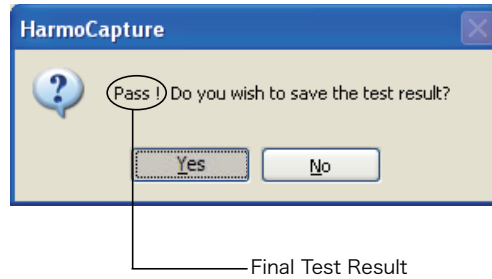 HarmoCapture
Pass ! Do you wish to save the test result?
Yes No
Final Test Result